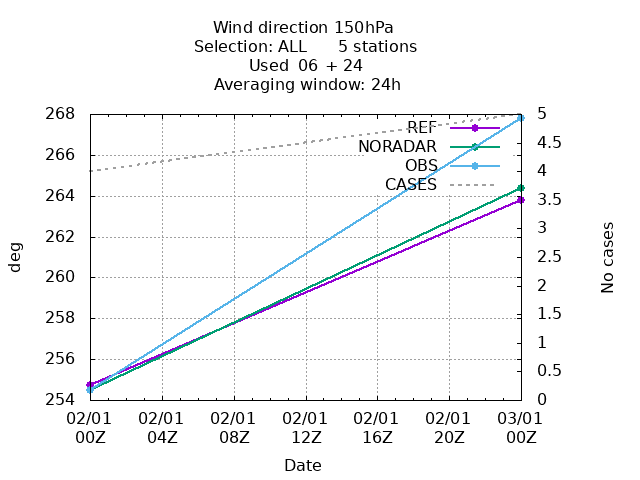 Wind direction 150hPa
Selection: ALL      5 stations
Used  06 + 24
Averaging window: 24h
268
266
264
262
260
258
256
254
deg
5
4.5
4
3.5
3
2.5
2
1.5
1
0.5
0
No cases
REF
NORADAR
OBS
CASES
02/01 02/01 02/01 02/01 02/01 02/01 03/01
00Z 04Z 08Z 12Z 16Z 20Z 00Z
Date